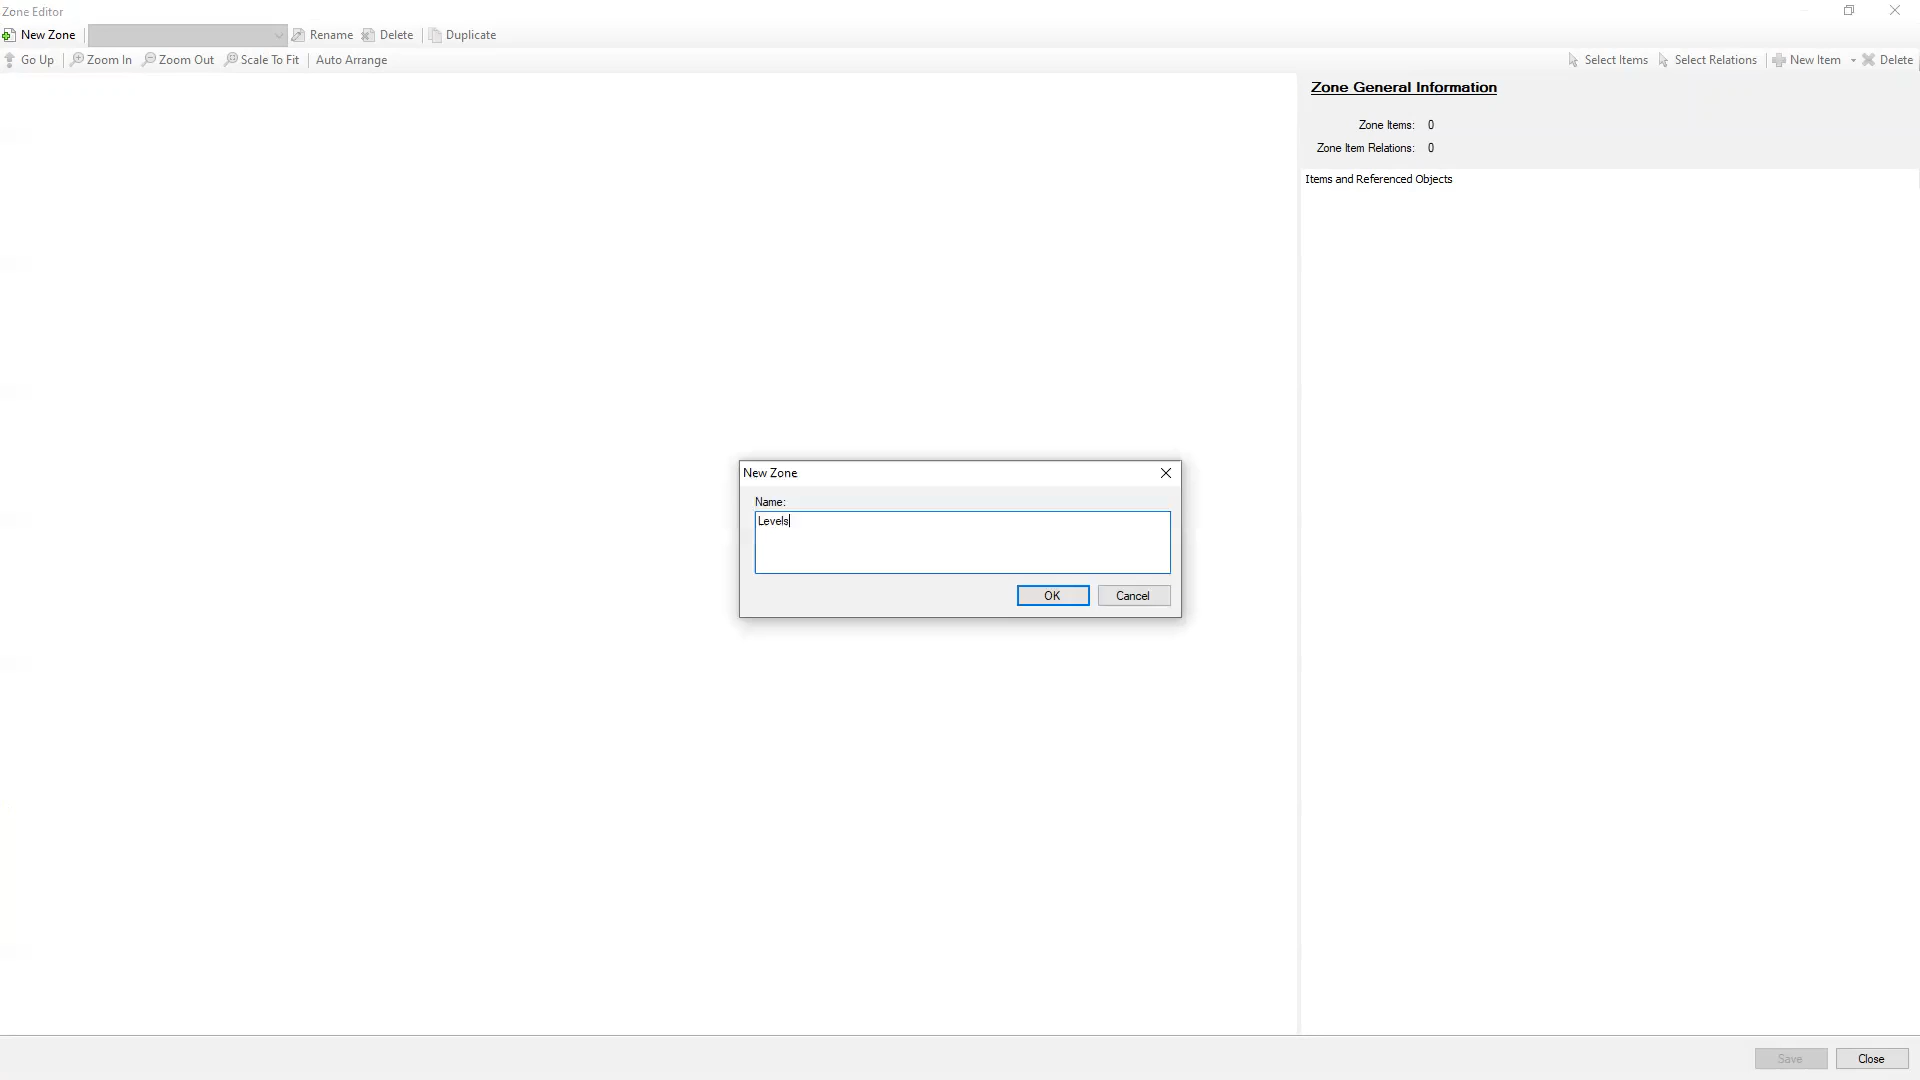 Zone Editor
New Zone Rename Delete Duplicate
Go Up Zoom In Zoom Out Scale To Fit Auto Arrange Select Items Select Relations New Item Delete
Zone General Information
Zone Items: 0
Zone Item Relations: 0
Items and Referenced Objects
New Zone
Name:
Levels
OK Cancel
Save Close